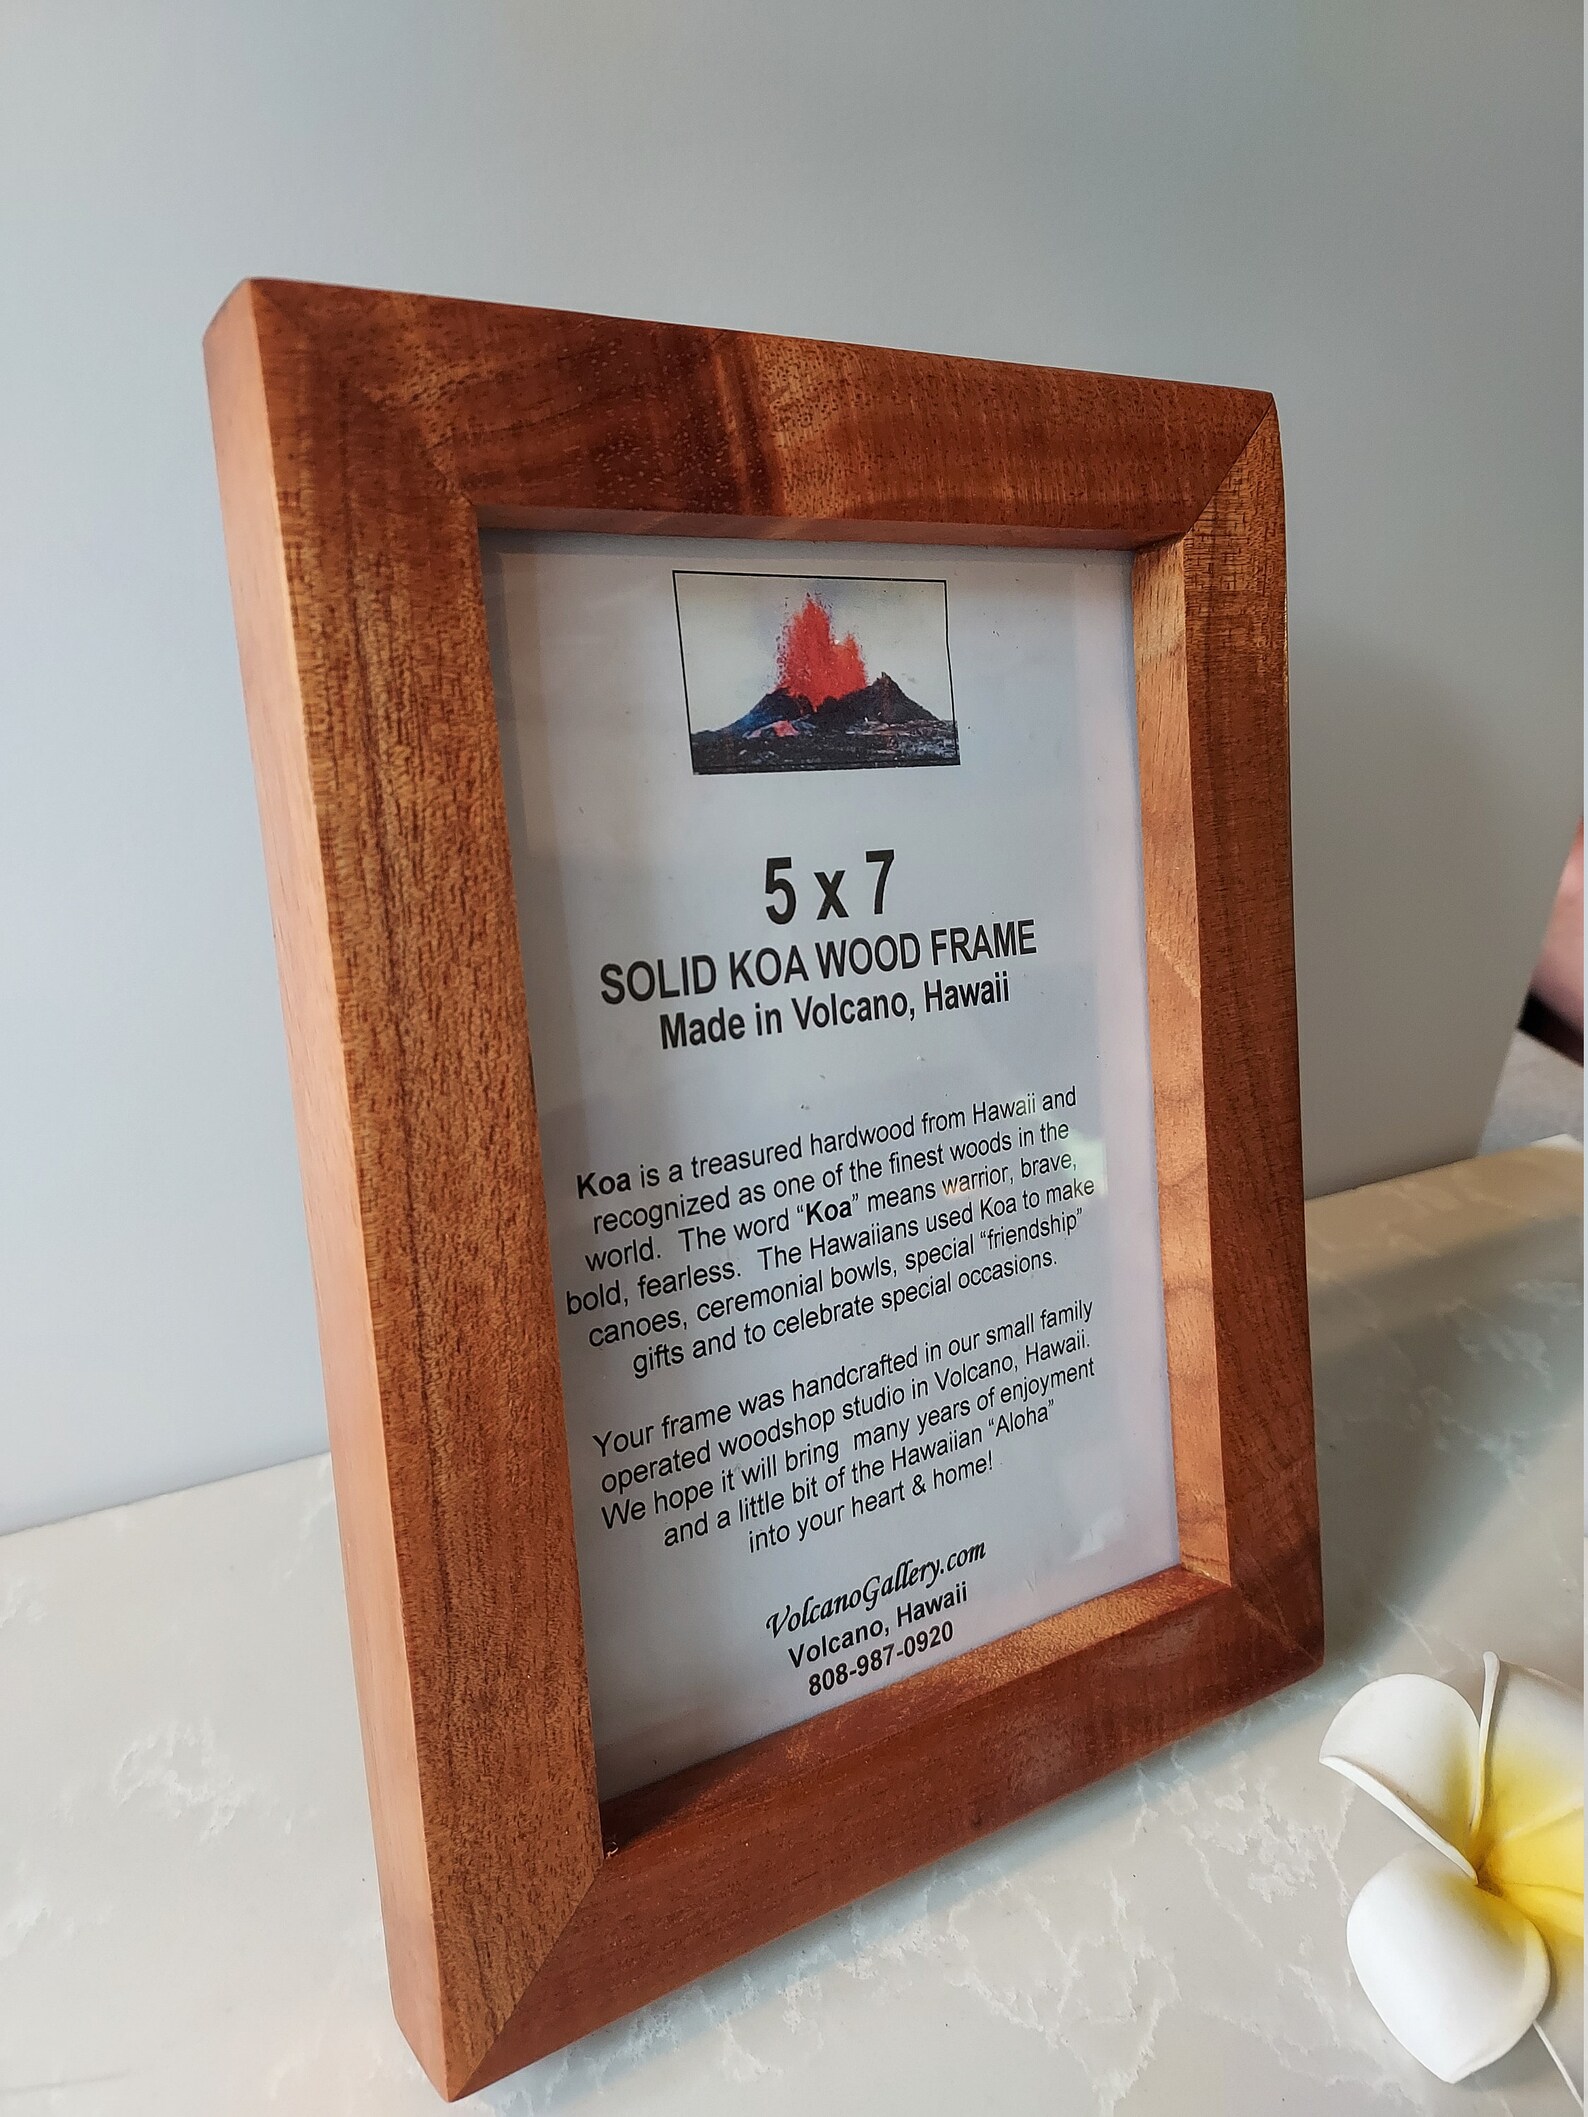 5 x 7
SOLID KOA WOOD FRAME
Made in Volcano, Hawaii
Koa is a treasured hardwood from Hawaii and
recognized as one of the finest woods in the
world. The word “Koa” means warrior, brave,
bold, fearless. The Hawaiians used Koa to make
canoes, ceremonial bowls, special “friendship”
gifts and to celebrate special occasions.
Your frame was handcrafted in our small family
operated woodshop studio in Volcano, Hawaii.
We hope it will bring many years of enjoyment
and a little bit of the Hawaiian “Aloha”
into your heart & home!
VolcanoGallery.com
Volcano, Hawaii
808-987-0920